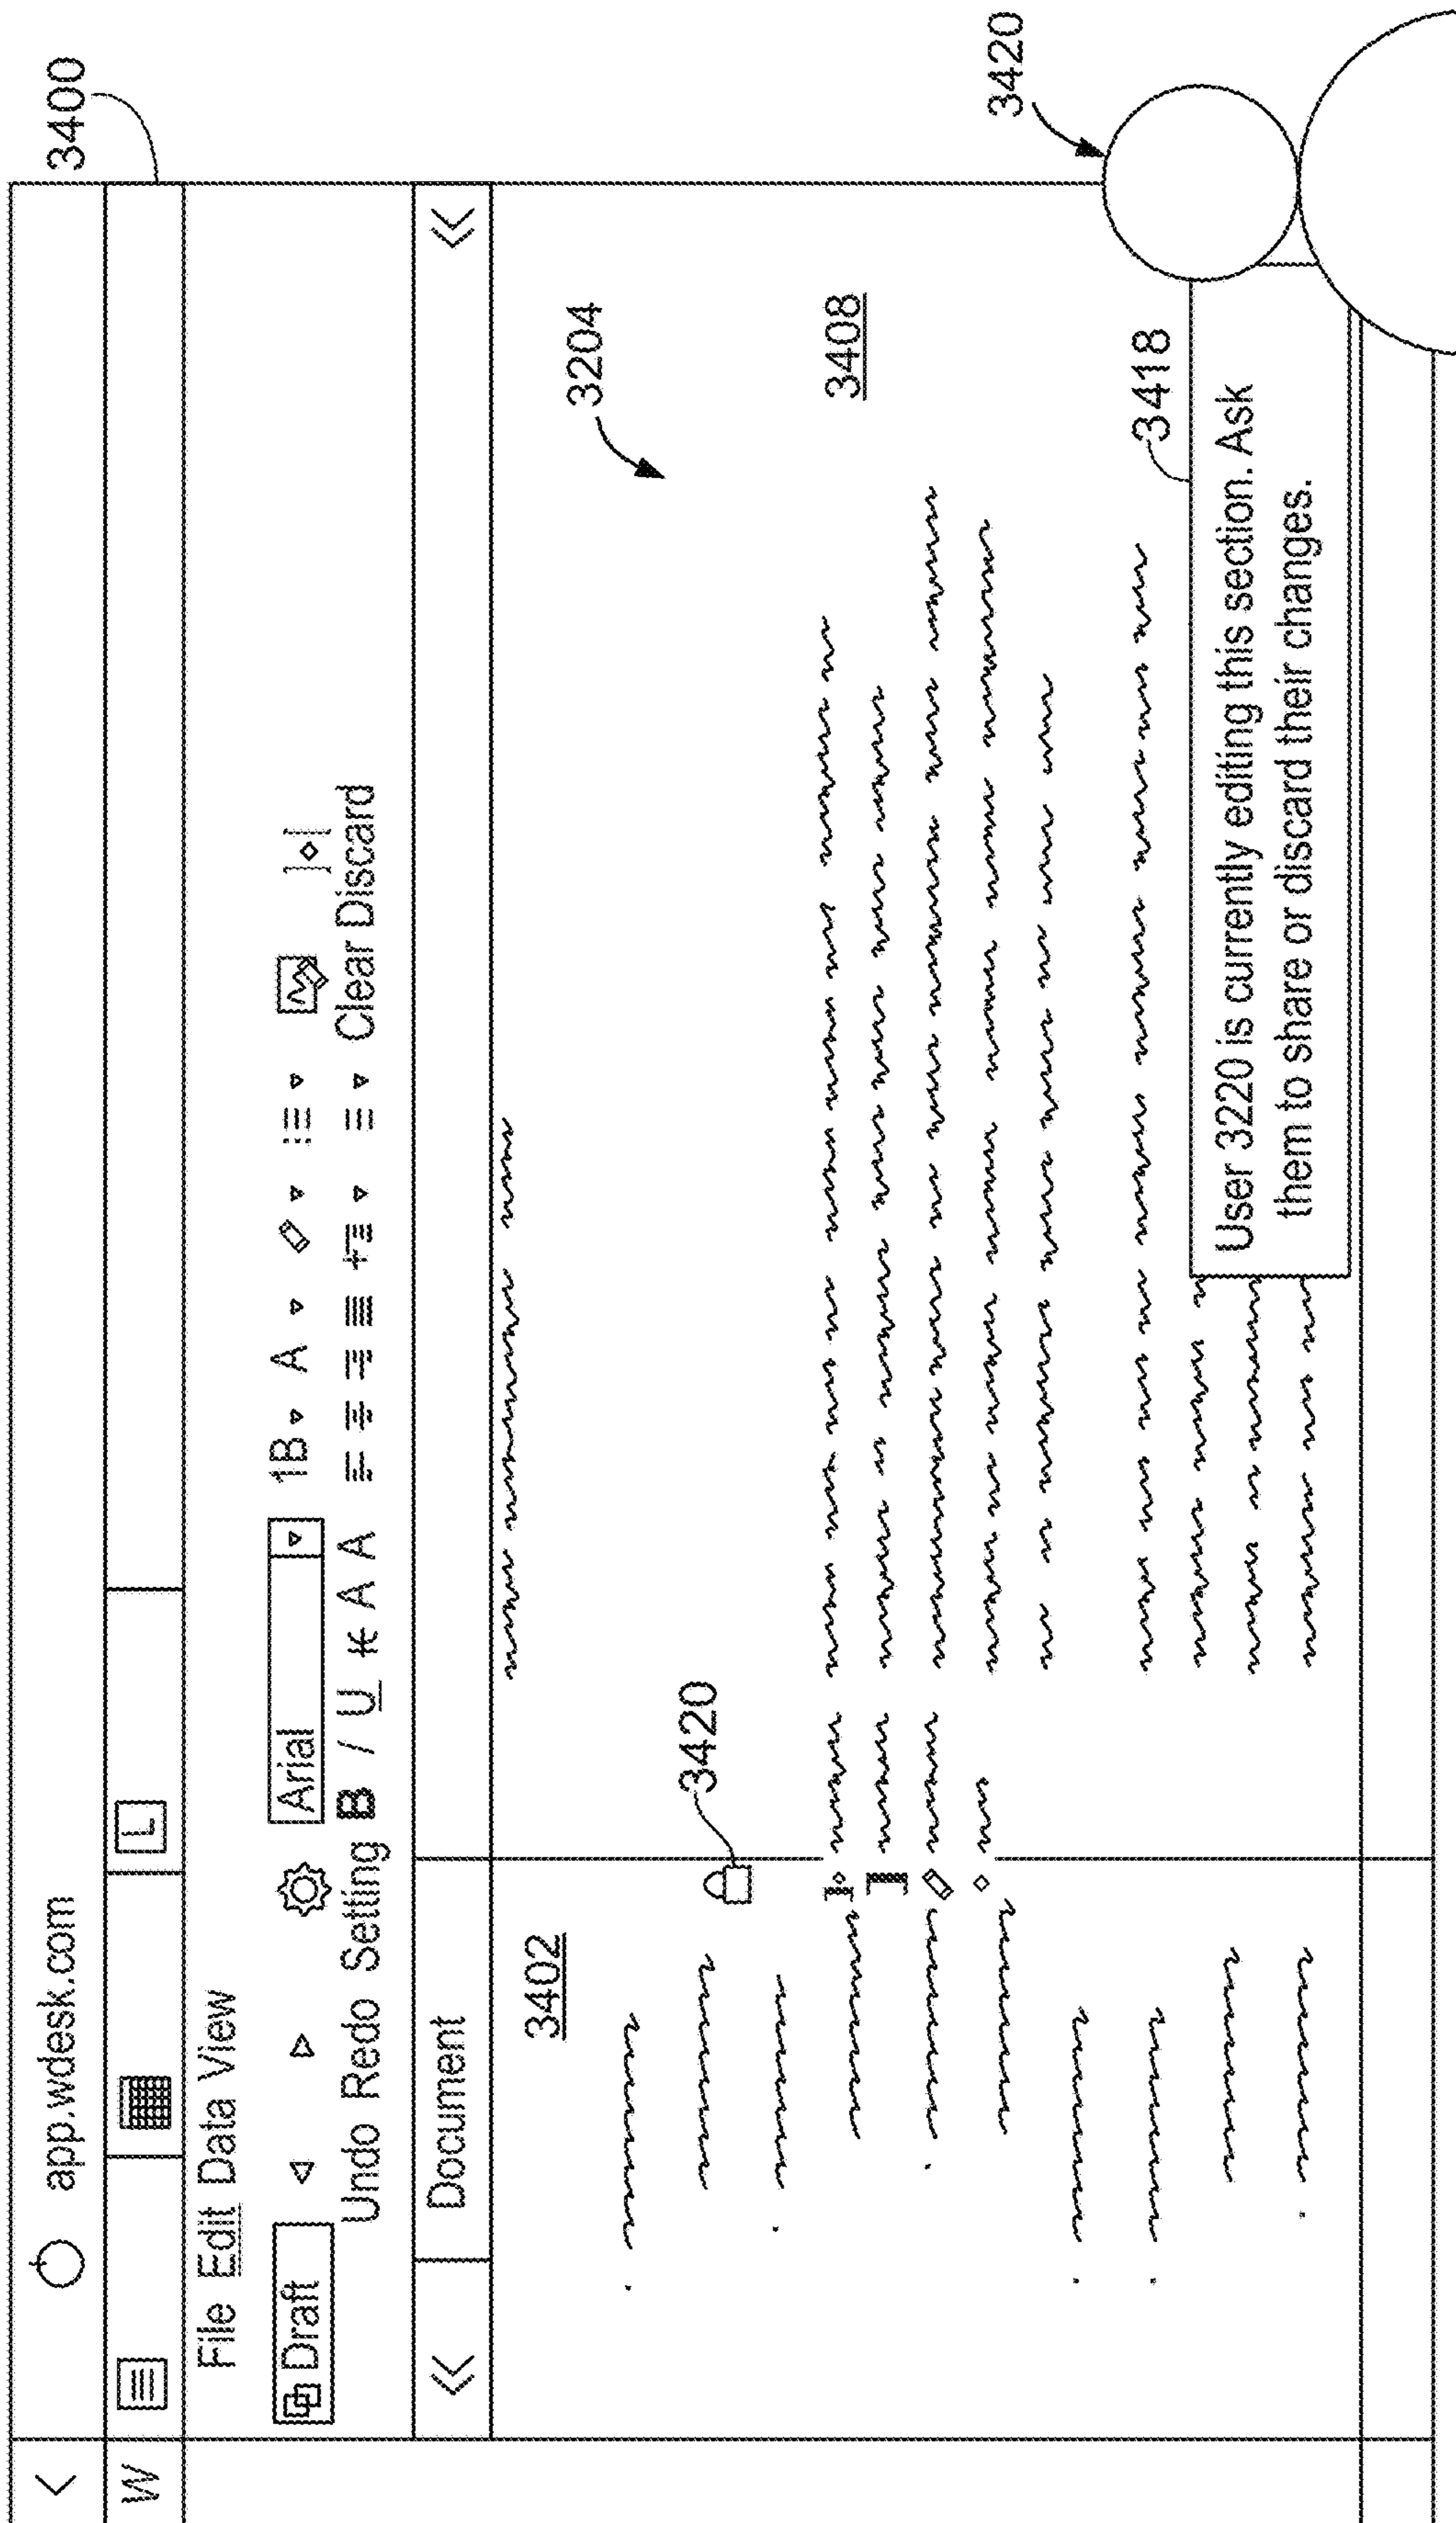 app.wdesk.com
3400
W
L
File Edit Data View
Draft
Arial
1B A
Undo Redo Setting B / U K A A
Clear Discard
Document
3402
3420
3204
3408
3418
3420
User 3220 is currently editing this section. Ask
them to share or discard their changes.